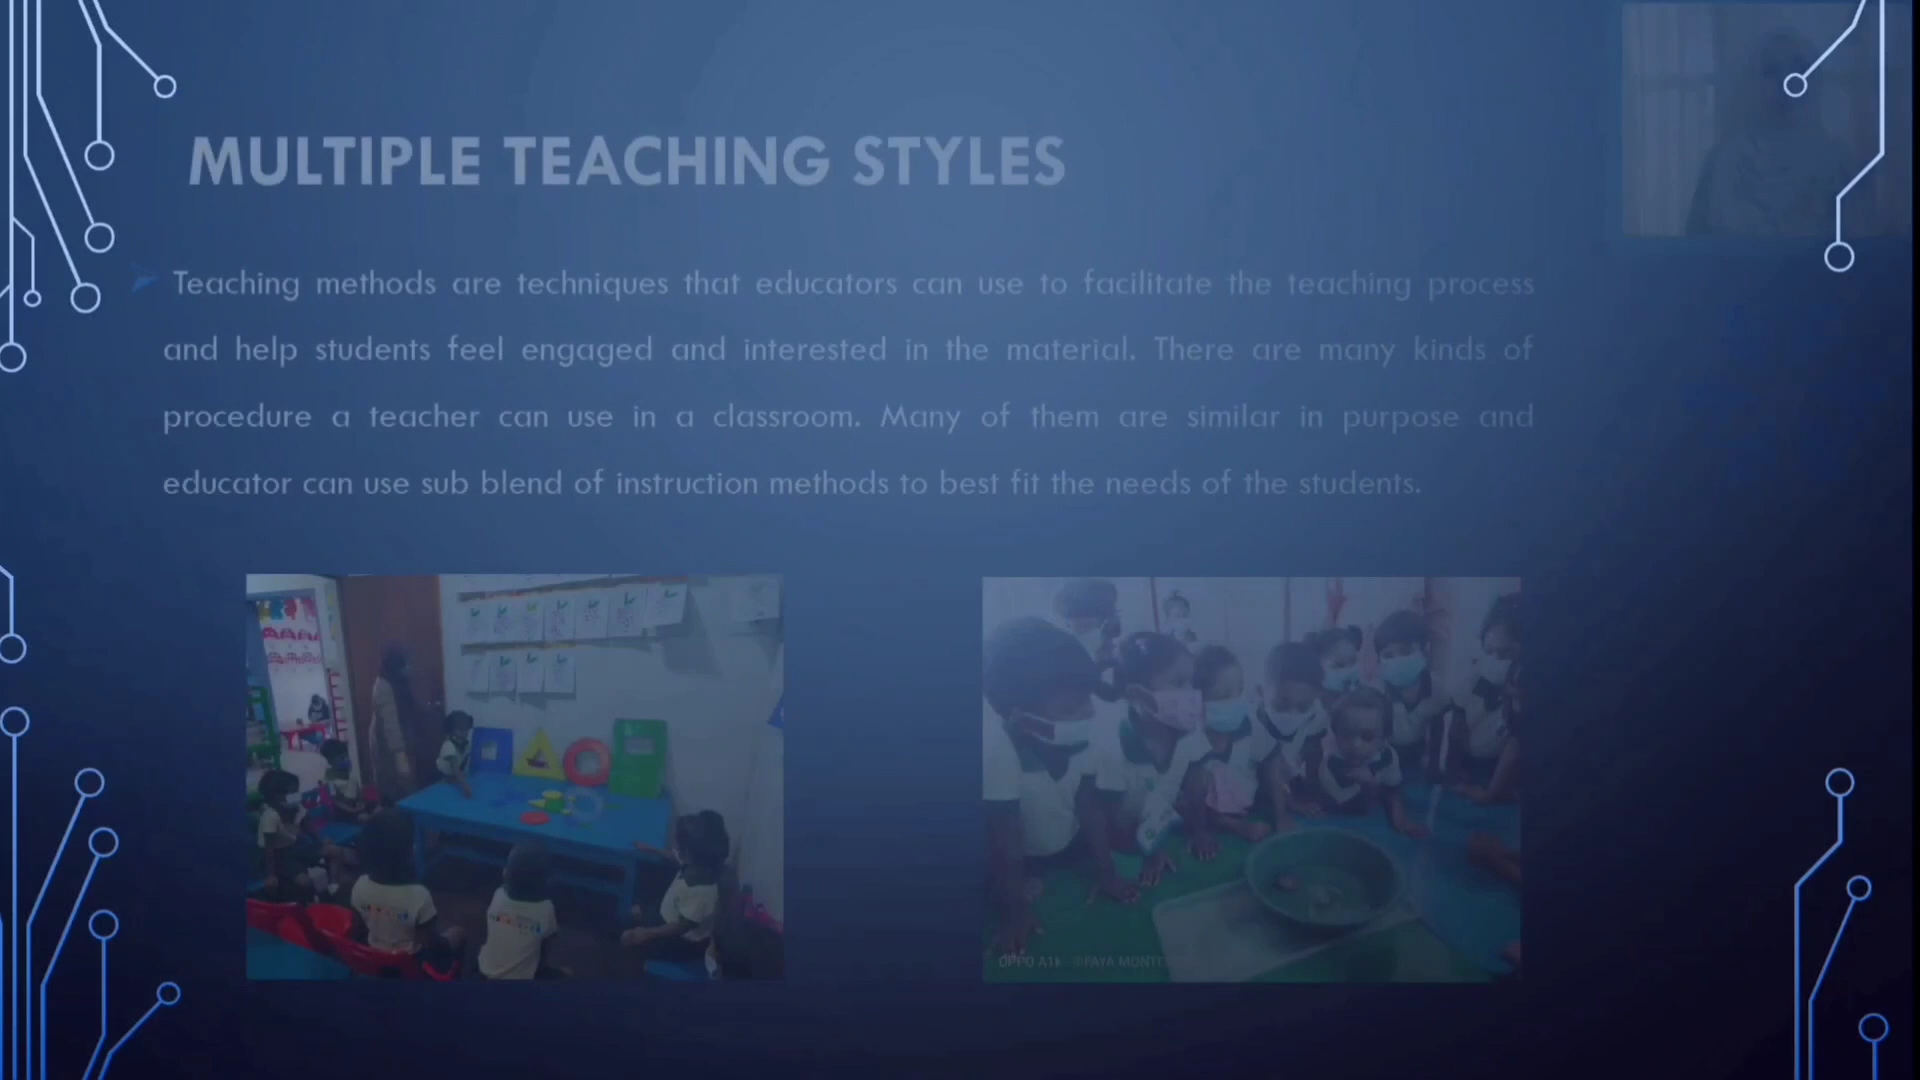 MULTIPLE TEACHING STYLES
Teaching methods are techniques that educators can use to facilitate the teaching process
and help students feel engaged and interested in the material. There are many kinds of
procedure a teacher can use in a classroom. Many of them are similar in purpose and
educator can use sub blend of instruction methods to best fit the needs of the students.
OPPO A1k